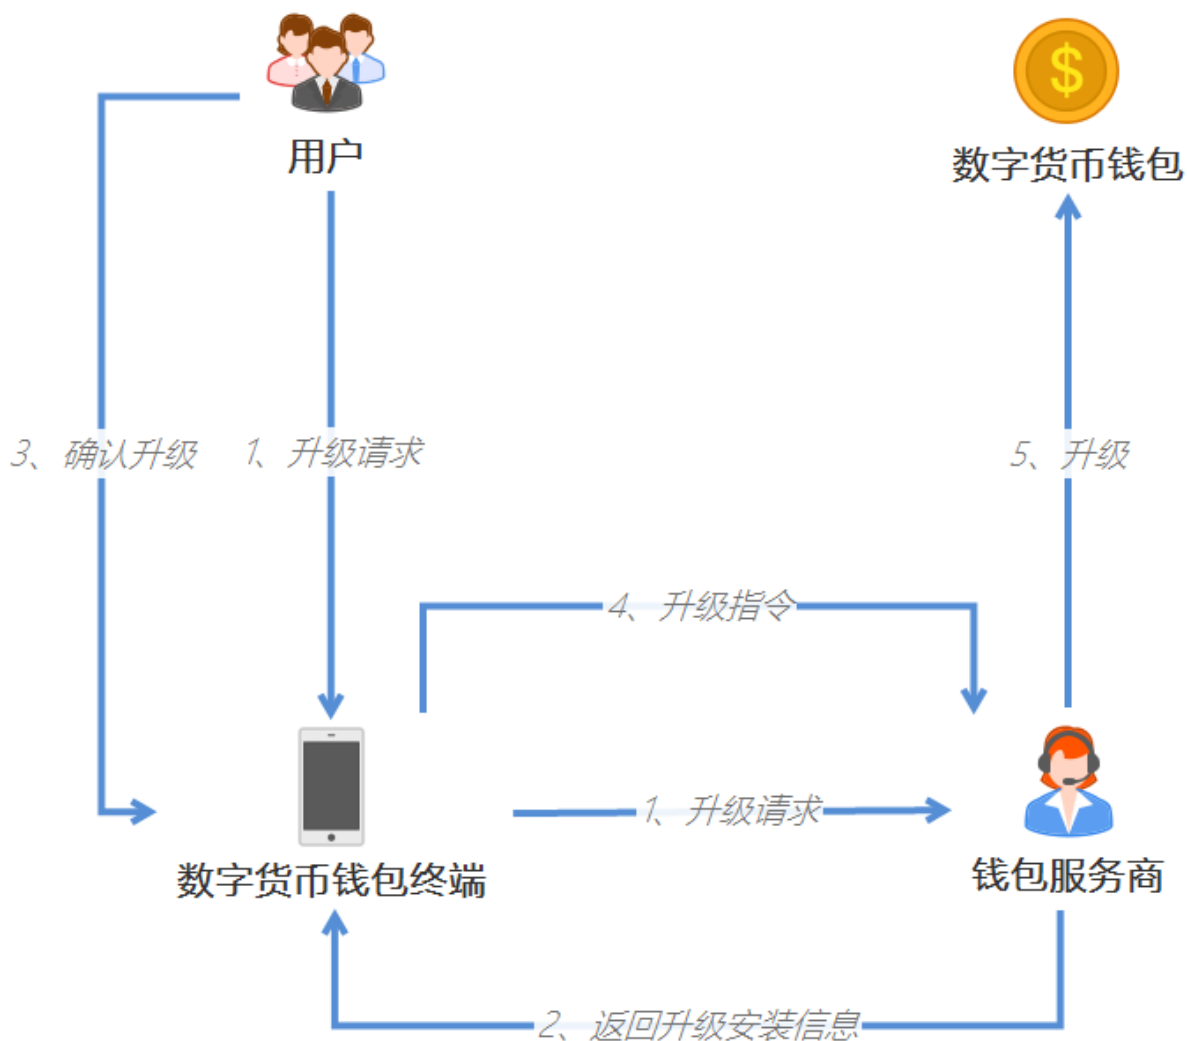 $
用户
数字货币钱包
3、确认升级
1、升级请求
5、升级
4、升级指令
1、升级请求
数字货币钱包终端
钱包服务商
2、返回升级安装信息